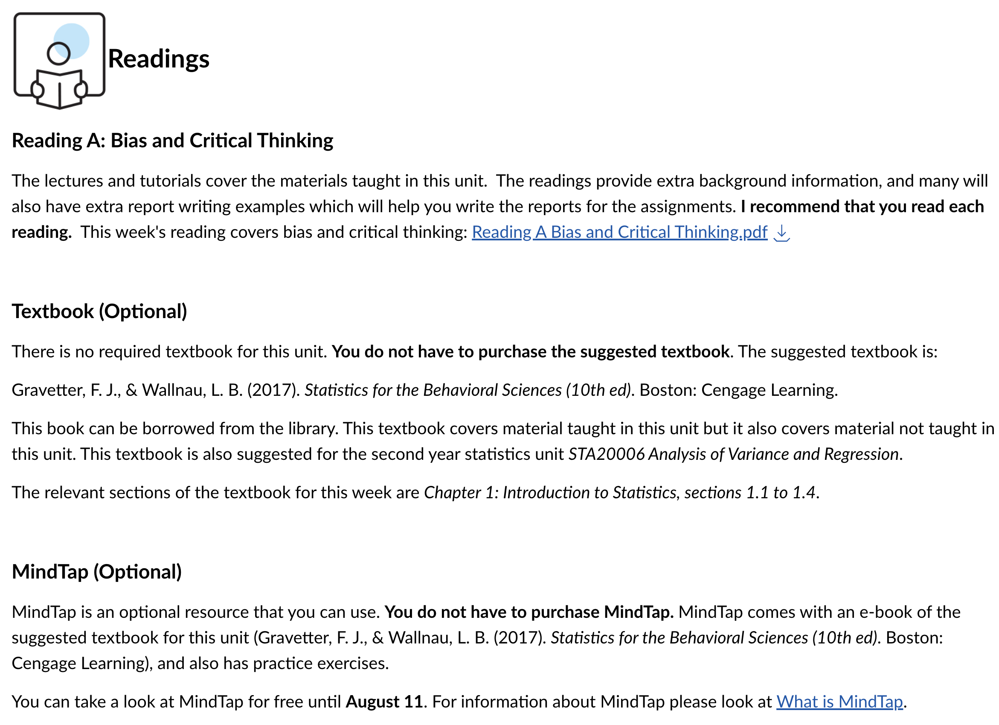 Readings
Reading A: Bias and Critical Thinking
The lectures and tutorials cover the materials taught in this unit.  The readings provide extra background information, and many will
also have extra report writing examples which will help you write the reports for the assignments. I recommend that you read each
reading.  This week's reading covers bias and critical thinking: Reading A Bias and Critical Thinking.pdf
Textbook (Optional)
There is no required textbook for this unit. You do not have to purchase the suggested textbook. The suggested textbook is:
Gravetter, F. J., & Wallnau, L. B. (2017). Statistics for the Behavioral Sciences (10th ed). Boston: Cengage Learning.
This book can be borrowed from the library. This textbook covers material taught in this unit but it also covers material not taught in
this unit. This textbook is also suggested for the second year statistics unit STA20006 Analysis of Variance and Regression.
The relevant sections of the textbook for this week are Chapter 1: Introduction to Statistics, sections 1.1 to 1.4.
MindTap (Optional)
MindTap is an optional resource that you can use. You do not have to purchase MindTap. MindTap comes with an e-book of the
suggested textbook for this unit (Gravetter, F. J., & Wallnau, L. B. (2017). Statistics for the Behavioral Sciences (10th ed). Boston:
Cengage Learning), and also has practice exercises.
You can take a look at MindTap for free until August 11. For information about MindTap please look at What is MindTap.